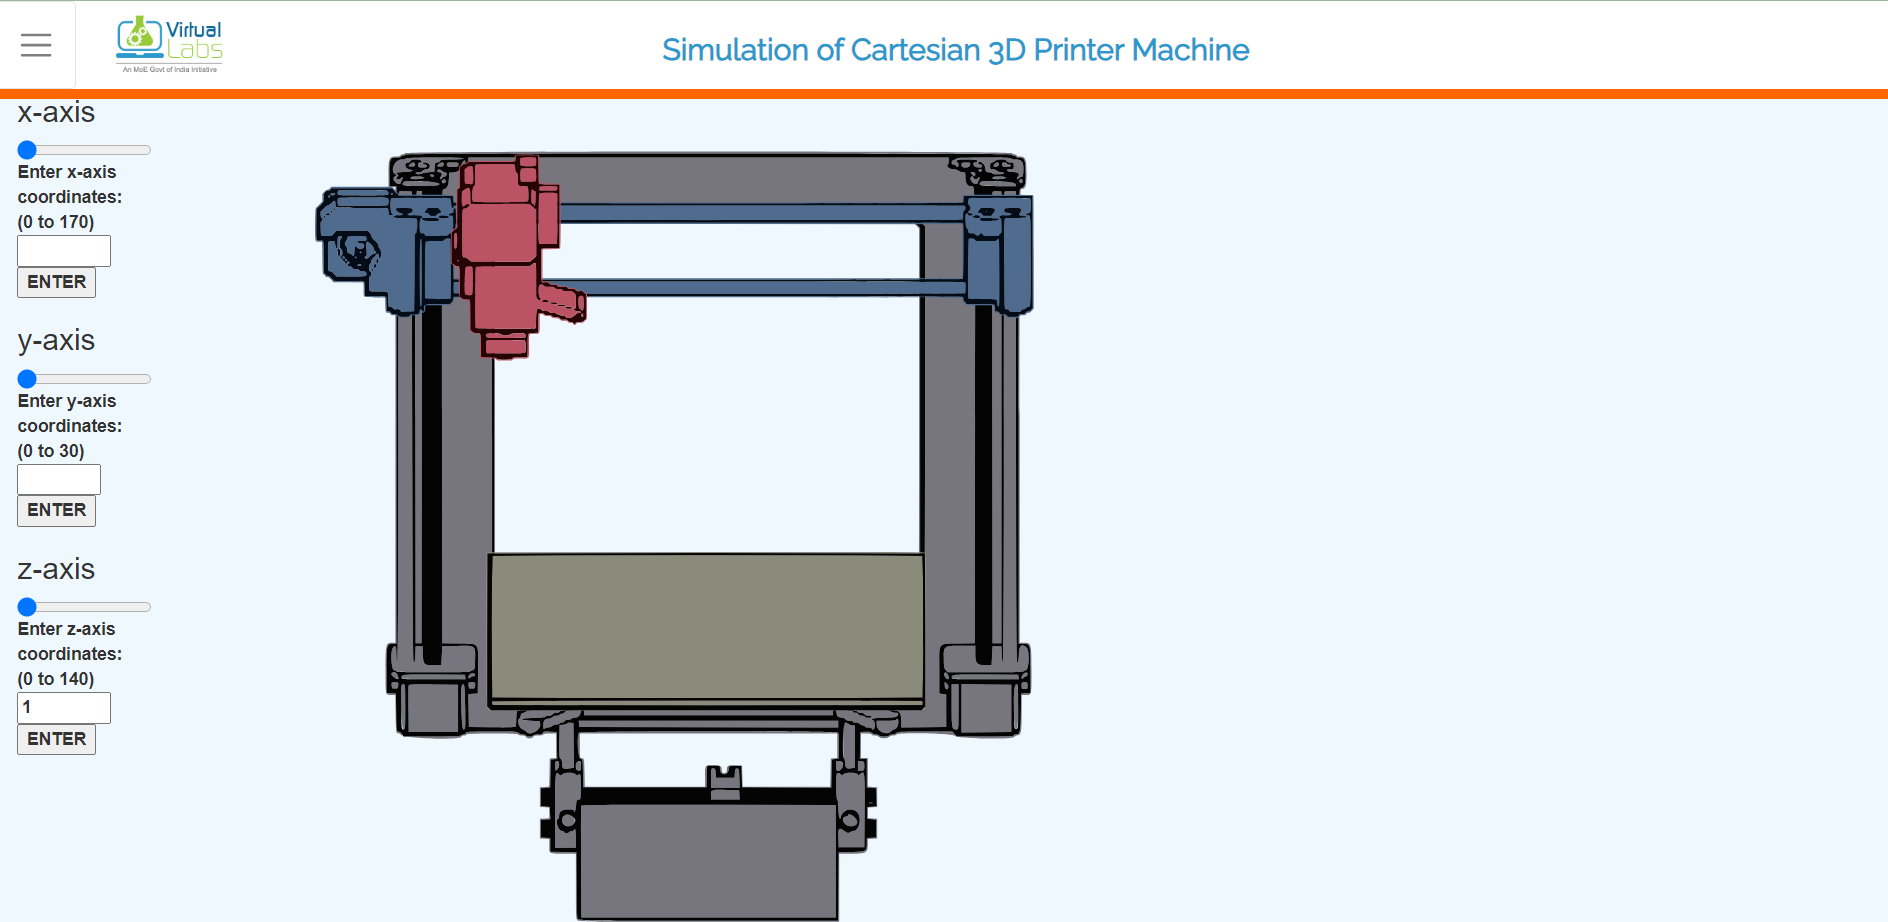 Virtual
Labs
An MoE Govt of India Initiative
Simulation of Cartesian 3D Printer Machine
x-axis
Enter x-axis
coordinates:
(0 to 170)
ENTER
y-axis
Enter y-axis
coordinates:
(0 to 30)
ENTER
z-axis
Enter z-axis
coordinates:
(0 to 140)
1
ENTER